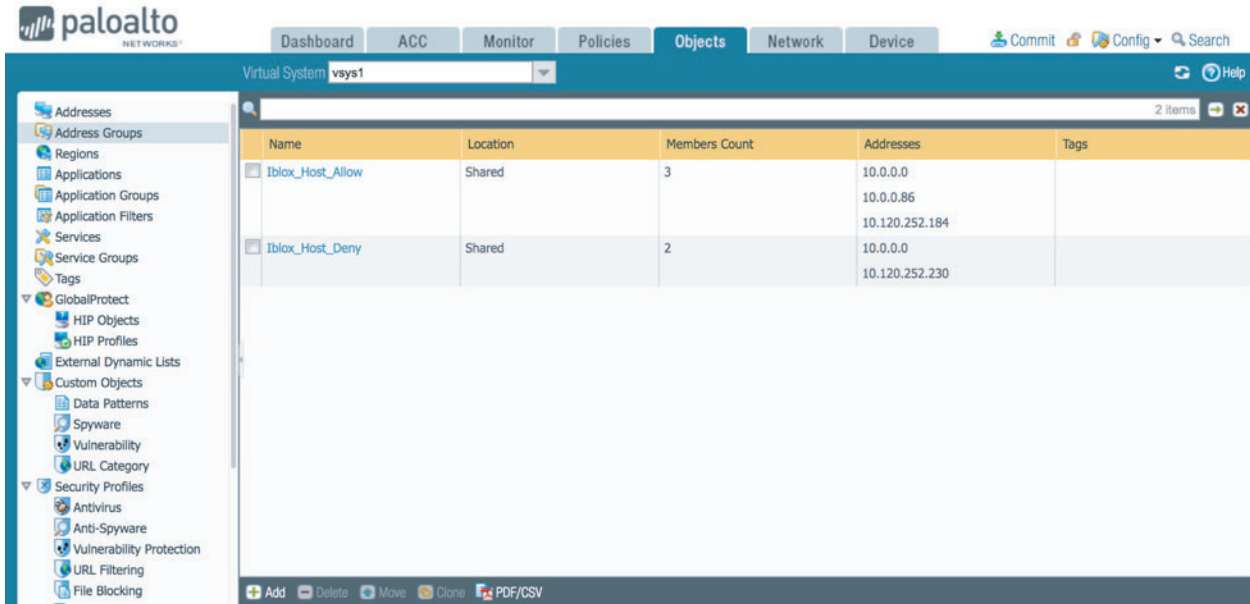 paloalto
NETWORKS®
Dashboard ACC Monitor Policies Objects Network Device Commit Config Search
Virtual System vsys1 Help
2 items
Addresses
Address Groups
Regions
Applications
Application Groups
Application Filters
Services
Service Groups
Tags
GlobalProtect
HIP Objects
HIP Profiles
External Dynamic Lists
Custom Objects
Data Patterns
Spyware
Vulnerability
URL Category
Security Profiles
Antivirus
Anti-Spyware
Vulnerability Protection
URL Filtering
File Blocking
Name Location Members Count Addresses Tags
Iblox_Host_Allow Shared 3 10.0.0.0
10.0.0.86
10.120.252.184
Iblox_Host_Deny Shared 2 10.0.0.0
10.120.252.230
Add Delete Move Clone PDF/CSV